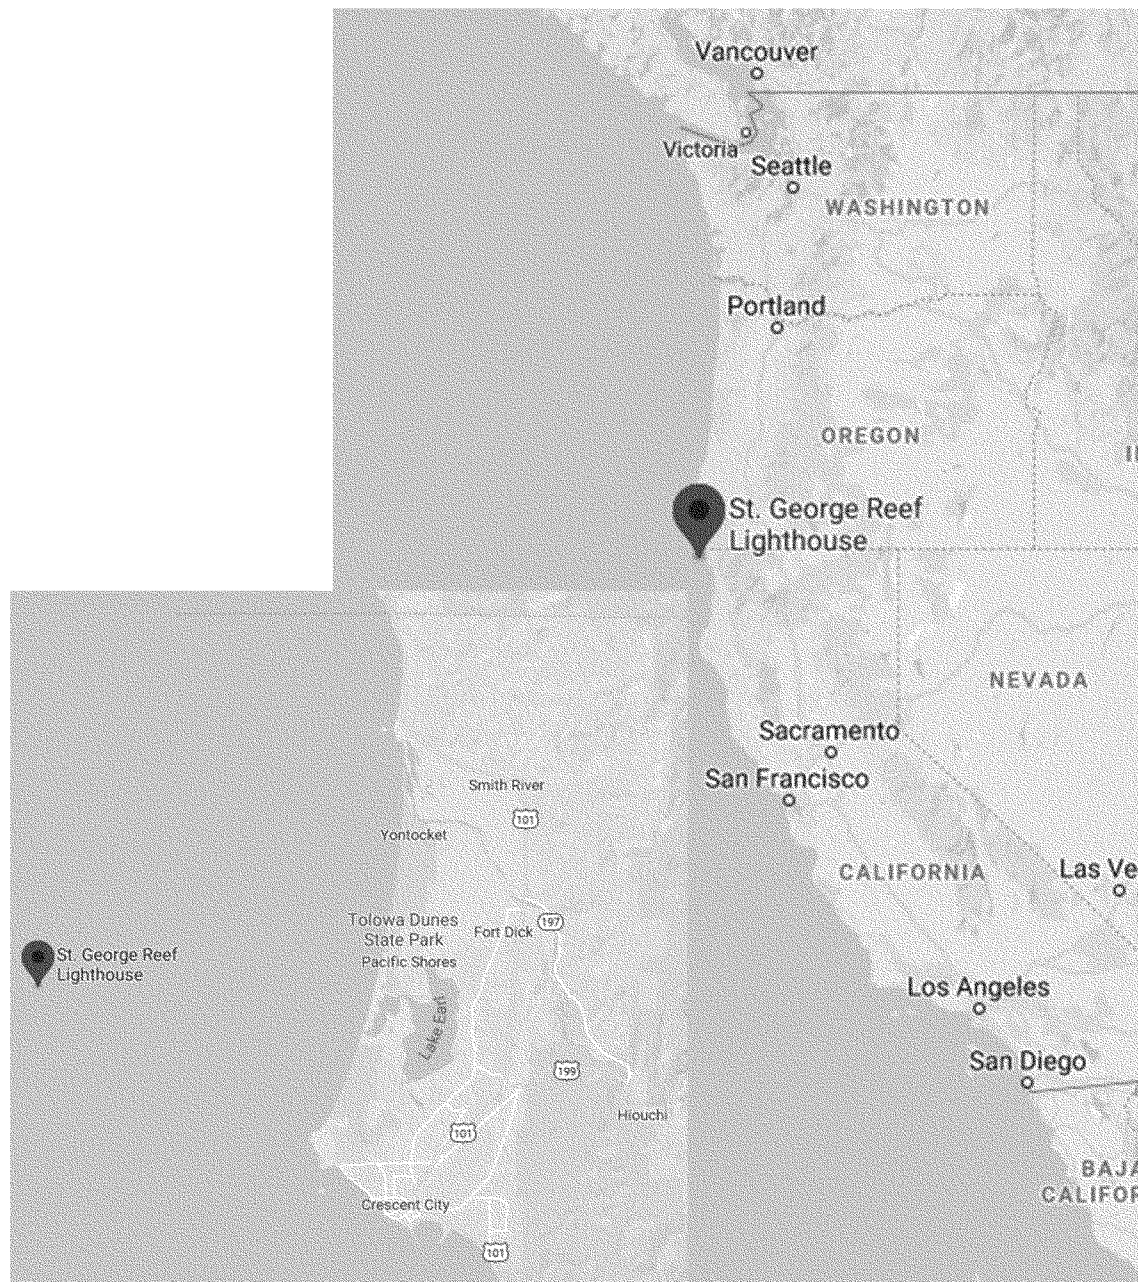 Vancouver
Victoria
Seattle
WASHINGTON
Portland
OREGON
St. George Reef
Lighthouse
NEVADA
Sacramento
San Francisco
CALIFORNIA
Las Ve
Los Angeles
San Diego
BAJA
CALIFOR
Smith River
101
Yontocket
Tolowa Dunes
State Park
Fort Dick
197
Pacific Shores
St. George Reef
Lighthouse
Lake Earl
199
Hiouchi
101
Crescent City
101